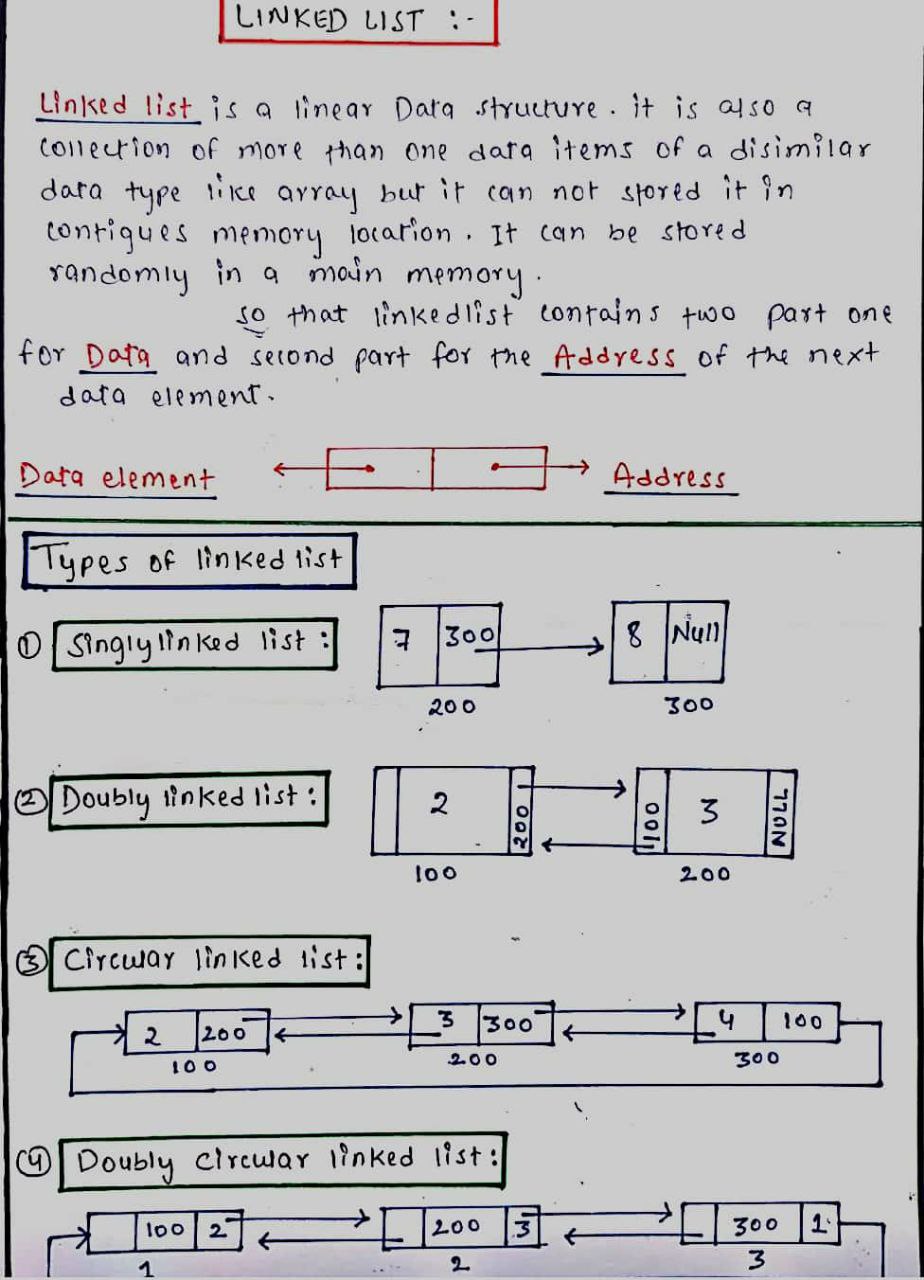 LINKED LIST :-
Linked list is a linear Data structure. it is also a
collection of more than one data items of a disimilar
data type like array but it can not stored it in
contigues memory location. It can be stored
randomly in a main memory.
so that linkedlist contains two part one
for Data and second part for the Address of the next
data element.
Data element Address
Types of linked list
① Singly linked list :
7 300 8 Null
200 300
② Doubly linked list :
2 200 100 3 NULL
100 200
③ Circular linked list :
2 200 3 300 4 100
100 200 300
④ Doubly circular linked list :
100 2 200 3 300 1
1 2 3